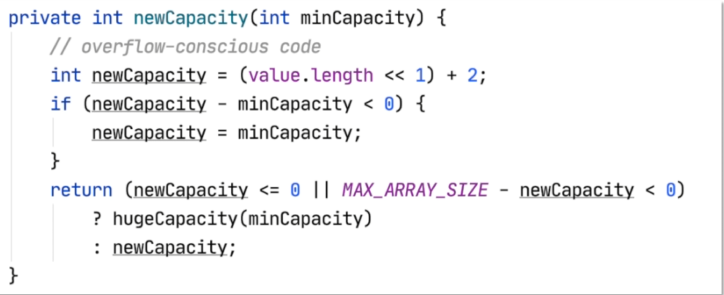 private int newCapacity(int minCapacity) {
    // overflow-conscious code
    int newCapacity = (value.length << 1) + 2;
    if (newCapacity - minCapacity < 0) {
        newCapacity = minCapacity;
    }
    return (newCapacity <= 0 || MAX_ARRAY_SIZE - newCapacity < 0)
        ? hugeCapacity(minCapacity)
        : newCapacity;
}